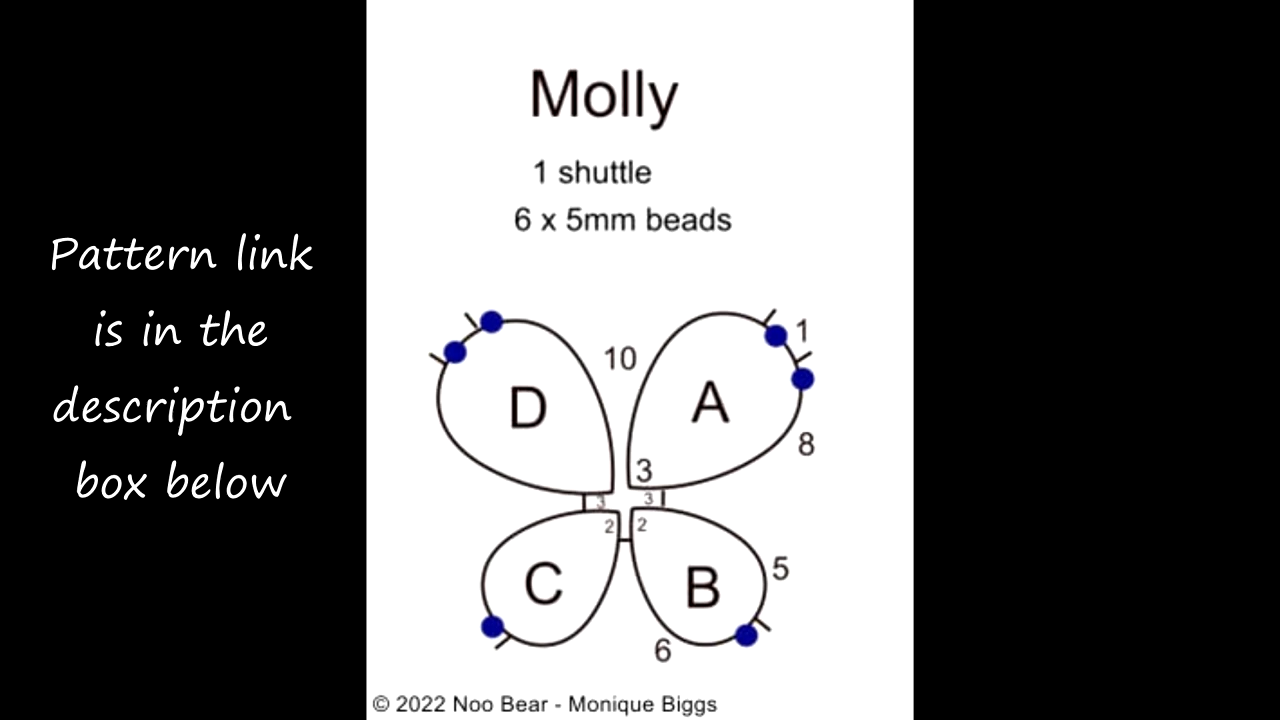 Pattern link
is in the
description
box below
Molly
1 shuttle
6 x 5mm beads
1
10
D
A
8
3
3
3
2
2
C
B
5
6
© 2022 Noo Bear - Monique Biggs